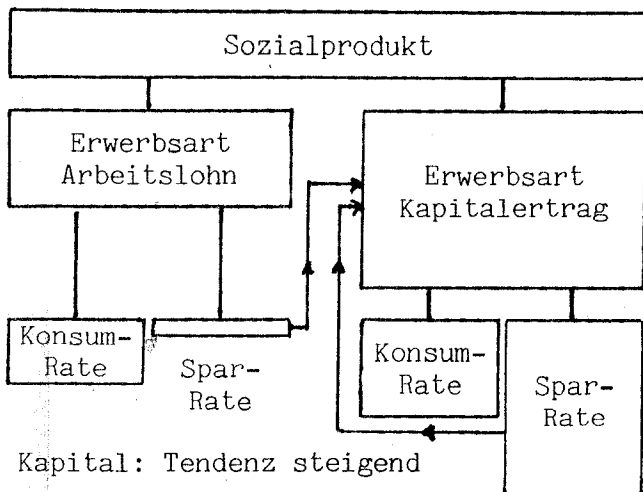 Sozialprodukt
Erwerbsart
Arbeitslohn
Erwerbsart
Kapitalertrag
Konsum-
Rate
Spar-
Rate
Konsum-
Rate
Spar-
Rate
Kapital: Tendenz steigend